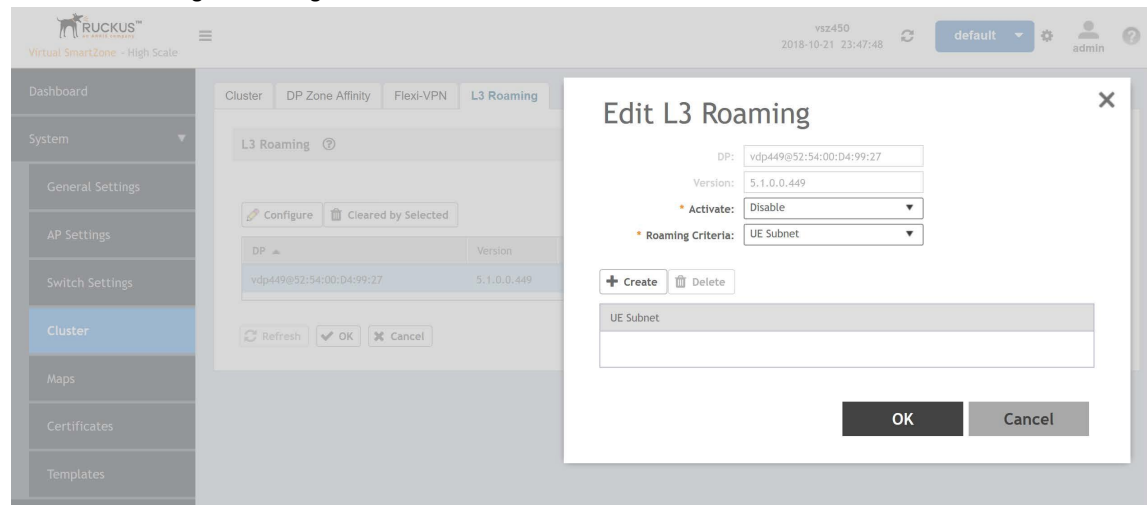 RUCKUS™
Virtual SmartZone - High Scale
vsz450
2018-10-21 23:47:48
default
admin
Dashboard
System
General Settings
AP Settings
Switch Settings
Cluster
Maps
Certificates
Templates
Cluster DP Zone Affinity Flexi-VPN L3 Roaming
L3 Roaming ?
Configure Cleared by Selected
DP Version
vdp449@52:54:00:D4:99:27 5.1.0.0.449
Refresh OK Cancel
Edit L3 Roaming
DP: vdp449@52:54:00:D4:99:27
Version: 5.1.0.0.449
* Activate: Disable
* Roaming Criteria: UE Subnet
+ Create Delete
UE Subnet
OK Cancel